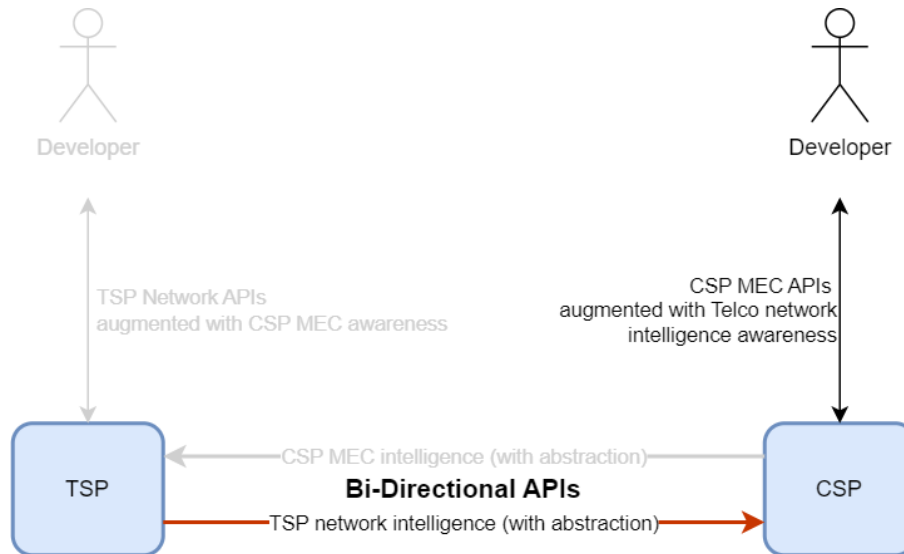 Developer
Developer
TSP Network APIs
augmented with CSP MEC awareness
CSP MEC APIs
augmented with Telco network
intelligence awareness
TSP
CSP MEC intelligence (with abstraction)
Bi-Directional APIs
TSP network intelligence (with abstraction)
CSP